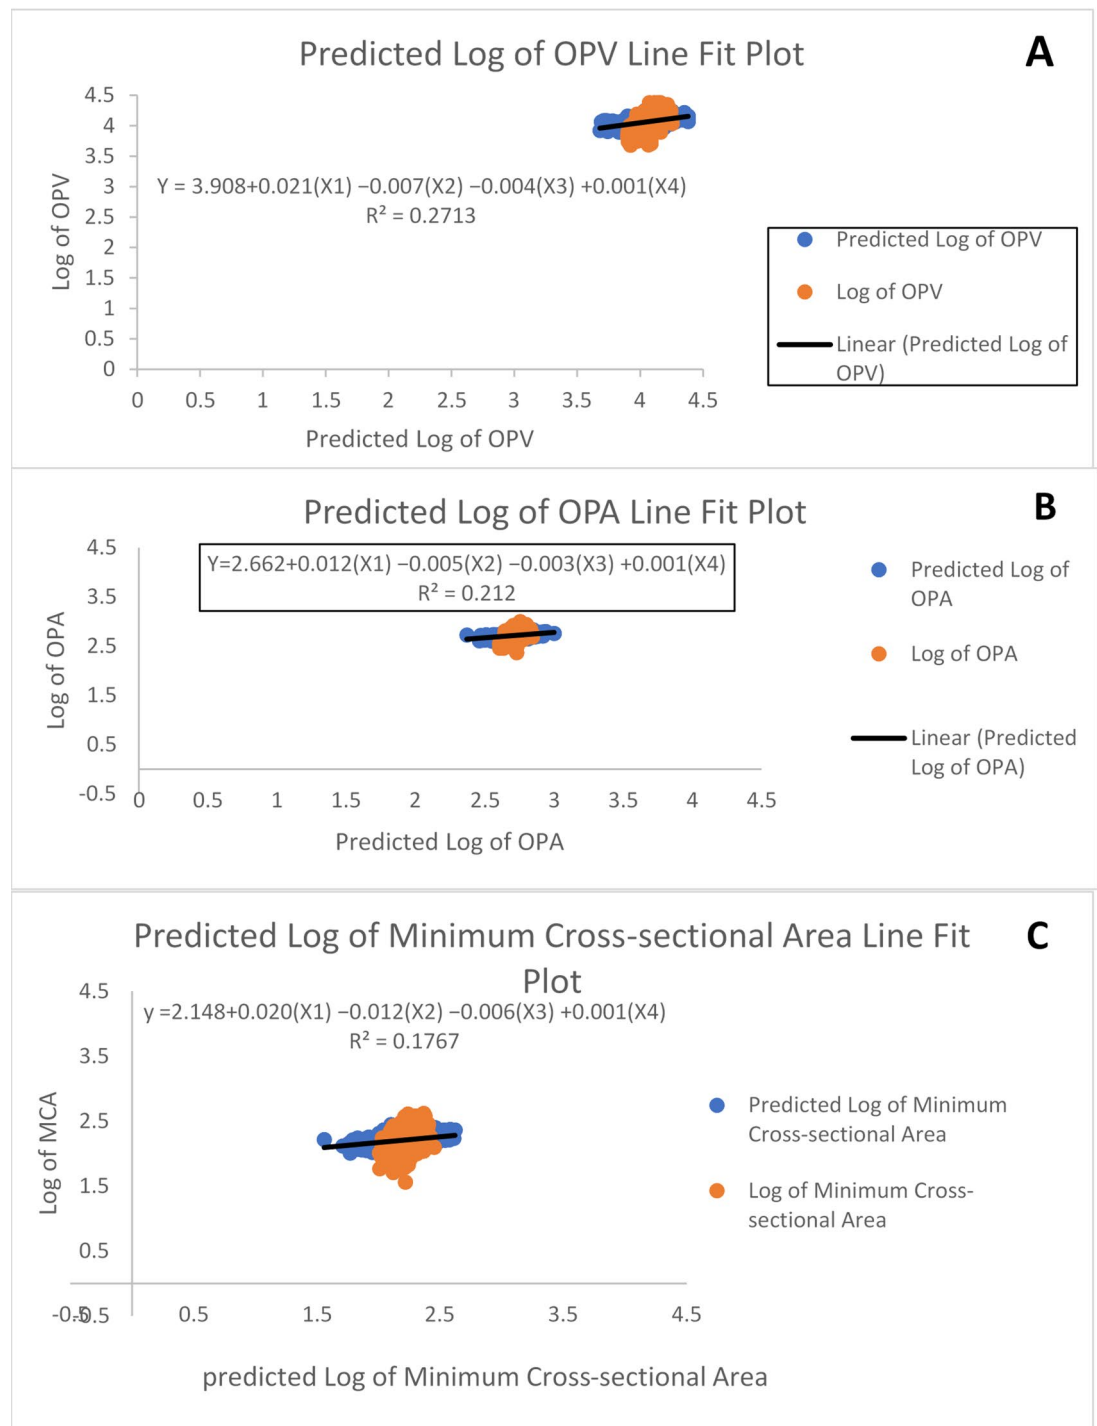 Predicted Log of OPV Line Fit Plot
A
4.5
4
3.5
3
2.5
2
1.5
1
0.5
0
Log of OPV
Y = 3.908+0.021(X1) −0.007(X2) −0.004(X3) +0.001(X4)
R² = 0.2713
0 0.5 1 1.5 2 2.5 3 3.5 4 4.5
Predicted Log of OPV
Predicted Log of OPV
Log of OPV
Linear (Predicted Log of
OPV)
Predicted Log of OPA Line Fit Plot
B
4.5
3.5
2.5
1.5
0.5
-0.5
Log of OPA
Y=2.662+0.012(X1) −0.005(X2) −0.003(X3) +0.001(X4)
R² = 0.212
0 0.5 1 1.5 2 2.5 3 3.5 4 4.5
Predicted Log of OPA
Predicted Log of
OPA
Log of OPA
Linear (Predicted
Log of OPA)
Predicted Log of Minimum Cross-sectional Area Line Fit
Plot
C
4.5
3.5
2.5
1.5
0.5
-0.5
Log of MCA
y =2.148+0.020(X1) −0.012(X2) −0.006(X3) +0.001(X4)
R² = 0.1767
-0.5 0.5 1.5 2.5 3.5 4.5
predicted Log of Minimum Cross-sectional Area
Predicted Log of Minimum
Cross-sectional Area
Log of Minimum Cross-
sectional Area